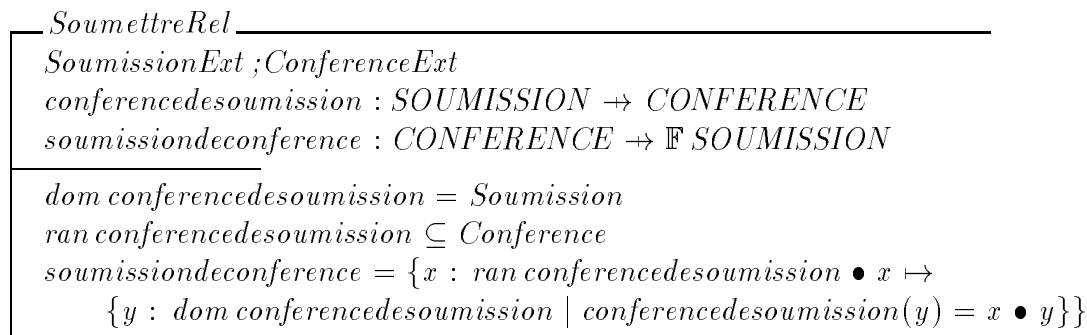 SoumettreRel
SoumissionExt ; ConferenceExt
conferencedesoumission : SOUMISSION ⇸ CONFERENCE
soumissiondeconference : CONFERENCE ⇸ 𝔽 SOUMISSION
dom conferencedesoumission = Soumission
ran conferencedesoumission ⊆ Conference
soumissiondeconference = {x : ran conferencedesoumission • x ↦
{y : dom conferencedesoumission | conferencedesoumission(y) = x • y}}